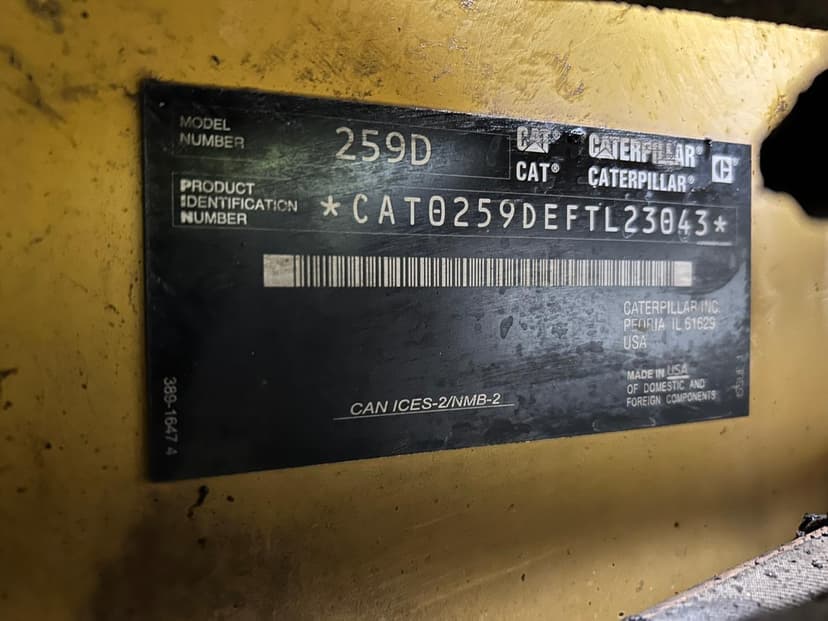 MODEL
NUMBER
259D
CAT® CATERPILLAR® C
CAT® CATERPILLAR®
PRODUCT
IDENTIFICATION
NUMBER
*CAT0259DEFTL23043*
CATERPILLAR INC.
PEORIA IL 61629
USA
MADE IN USA
OF DOMESTIC AND
FOREIGN COMPONENTS
CAN ICES-2/NMB-2
389-1647 4